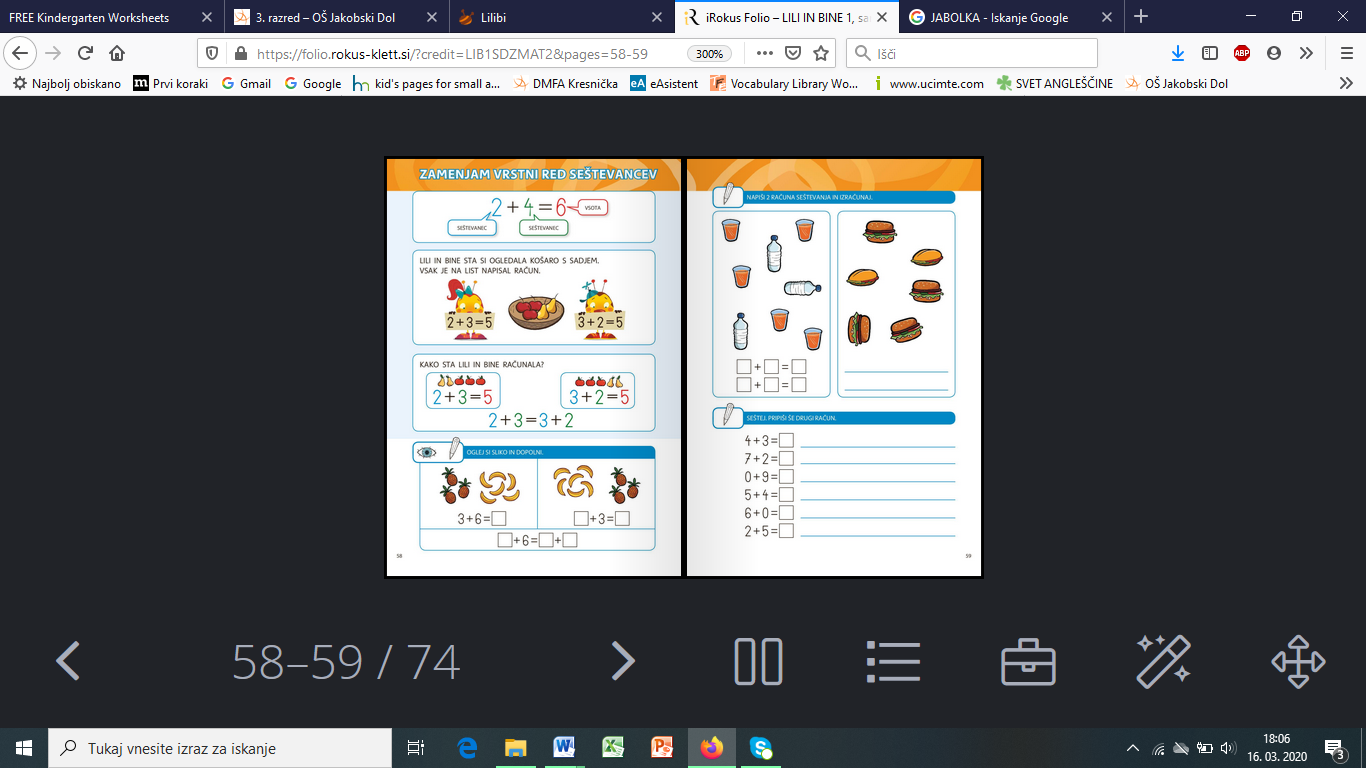 FREE Kindergarten Worksheets
3. razred – OŠ Jakobski Dol
Lilibi
iRokus Folio – LILI IN BINE 1, sa
JABOLKA - Iskanje Google
https://folio.rokus-klett.si/?credit=LIB1SDZMAT2&pages=58-59
300%
Išči
Najbolj obiskano
Prvi koraki
Gmail
Google
kid's pages for small a...
DMFA Kresnička
eA eAsistent
Vocabulary Library Wo...
www.ucimte.com
SVET ANGLEŠČINE
OŠ Jakobski Dol
ZAMENJAM VRSTNI RED SEŠTEVANCEV
2 + 4 = 6
VSOTA
SEŠTEVANEC
SEŠTEVANEC
LILI IN BINE STA SI OGLEDALA KOŠARO S SADJEM.
VSAK JE NA LIST NAPISAL RAČUN.
2+3=5
3+2=5
KAKO STA LILI IN BINE RAČUNALA?
2+3=5
3+2=5
2+3=3+2
OGLEJ SI SLIKO IN DOPOLNI.
3+6=□
□+3=□
□+6=□+□
58
NAPIŠI 2 RAČUNA SEŠTEVANJA IN IZRAČUNAJ.
□+□=□
□+□=□
SEŠTEJ. PRIPIŠI ŠE DRUGI RAČUN.
4+3=□
7+2=□
0+9=□
5+4=□
6+0=□
2+5=□
59
58–59 / 74
Tukaj vnesite izraz za iskanje
18:06
16. 03. 2020
3